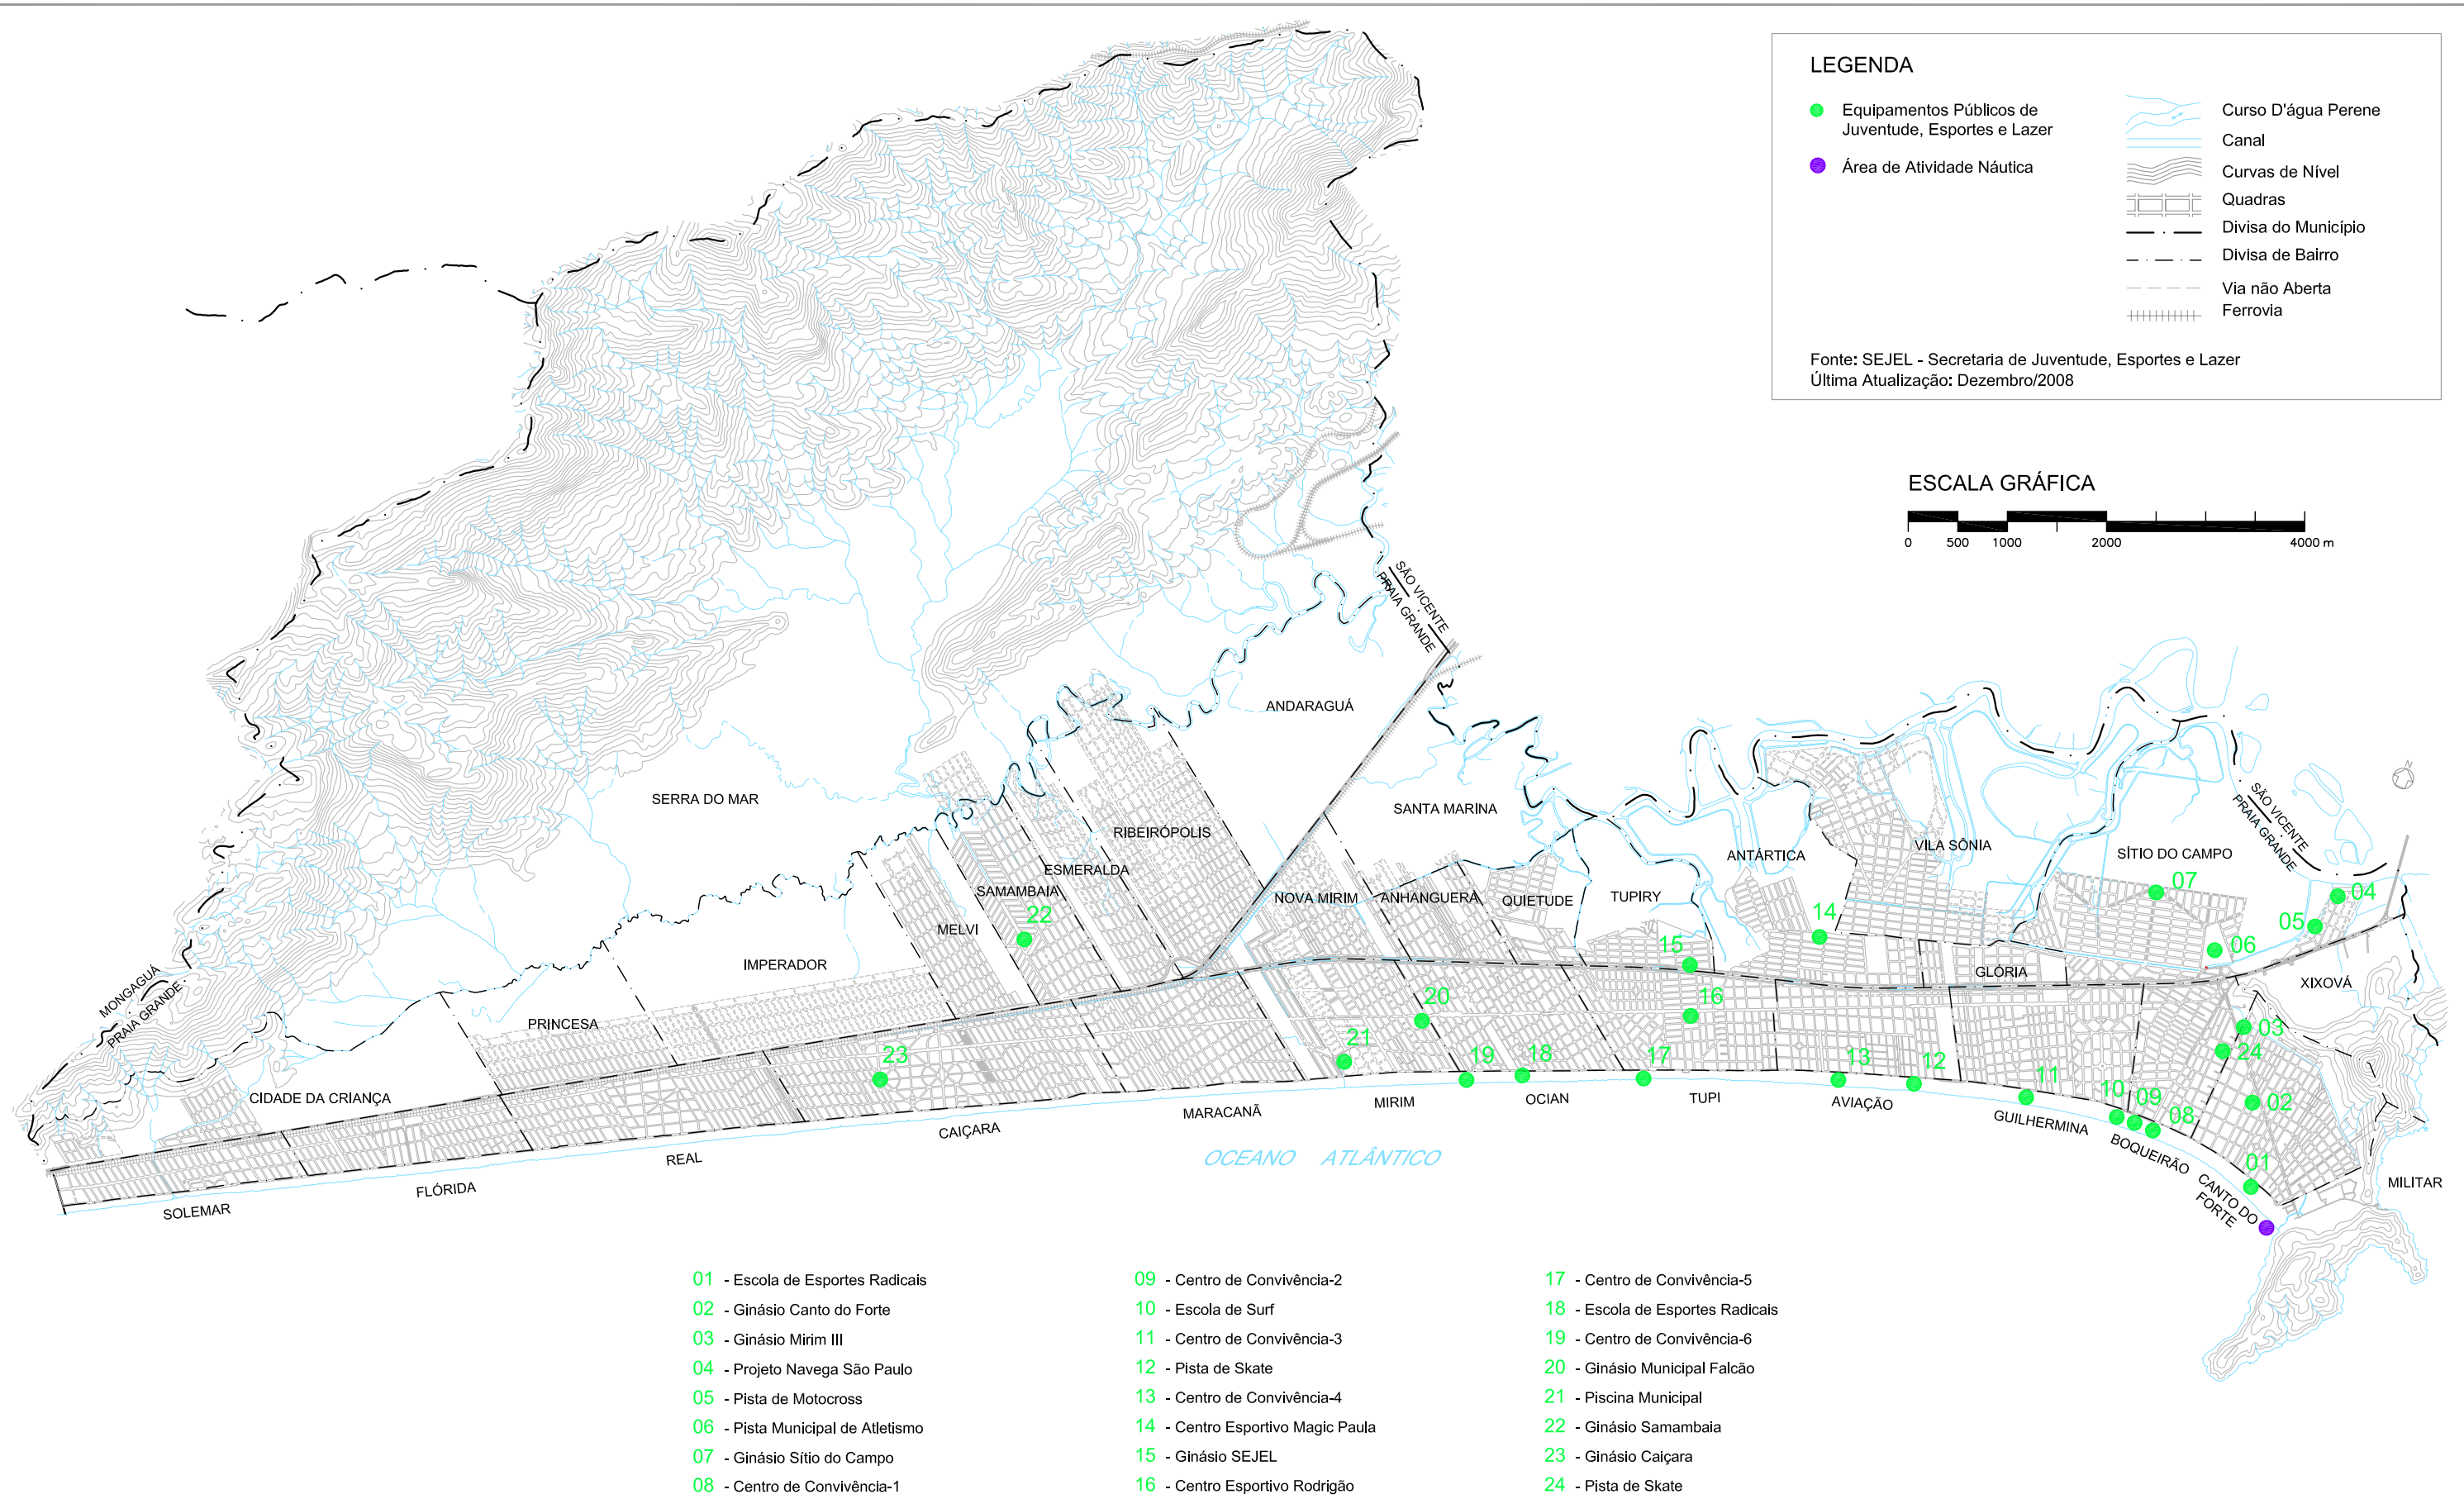 LEGENDA
Equipamentos Públicos de
Juventude, Esportes e Lazer
Área de Atividade Náutica
Curso D'água Perene
Canal
Curvas de Nível
Quadras
Divisa do Município
Divisa de Bairro
Via não Aberta
Ferrovia
Fonte: SEJEL - Secretaria de Juventude, Esportes e Lazer
Última Atualização: Dezembro/2008
ESCALA GRÁFICA
0 500 1000 2000 4000 m
SÃO VICENTE
PRAIA GRANDE
ANDARAGUÁ
N
SERRA DO MAR
SANTA MARINA
SÃO VICENTE
PRAIA GRANDE
RIBEIRÓPOLIS
VILA SÔNIA
ANTÁRTICA
SÍTIO DO CAMPO
ESMERALDA
SAMAMBAIA
07
04
NOVA MIRIM
ANHANGUERA
QUIETUDE
TUPIRY
22
14
05
MELVI
15
06
IMPERADOR
GLÓRIA
XIXOVÁ
MONGAGUÁ
PRAIA GRANDE
20
16
PRINCESA
03
21
24
23
19
18
17
13
12
11
CIDADE DA CRIANÇA
10
09
08
02
MARACANÃ
MIRIM
OCIAN
TUPI
AVIAÇÃO
GUILHERMINA
CAIÇARA
BOQUEIRÃO
OCEANO ATLÂNTICO
REAL
01
FLÓRIDA
MILITAR
SOLEMAR
CANTO DO
FORTE
01 - Escola de Esportes Radicais
02 - Ginásio Canto do Forte
03 - Ginásio Mirim III
04 - Projeto Navega São Paulo
05 - Pista de Motocross
06 - Pista Municipal de Atletismo
07 - Ginásio Sítio do Campo
08 - Centro de Convivência-1
09 - Centro de Convivência-2
10 - Escola de Surf
11 - Centro de Convivência-3
12 - Pista de Skate
13 - Centro de Convivência-4
14 - Centro Esportivo Magic Paula
15 - Ginásio SEJEL
16 - Centro Esportivo Rodrigão
17 - Centro de Convivência-5
18 - Escola de Esportes Radicais
19 - Centro de Convivência-6
20 - Ginásio Municipal Falcão
21 - Piscina Municipal
22 - Ginásio Samambaia
23 - Ginásio Caiçara
24 - Pista de Skate